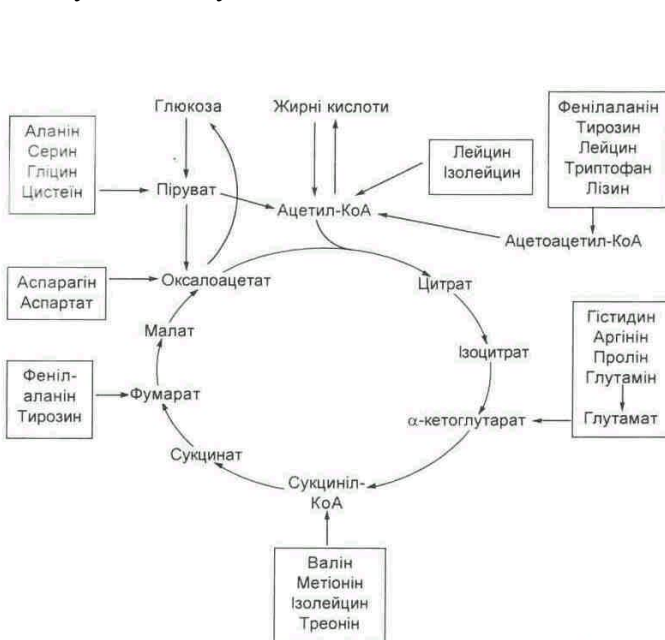 Глюкоза
Жирні кислоти
Аланін
Серин
Гліцин
Цистеїн
Піруват
Ацетил-КоА
Лейцин
Ізолейцин
Фенілаланін
Тирозин
Лейцин
Триптофан
Лізин
Ацетоацетил-КоА
Аспарагін
Аспартат
Оксалоацетат
Цитрат
Малат
Ізоцитрат
Гістидин
Аргінін
Пролін
Глутамін
Глутамат
Феніл-
аланін
Тирозин
Фумарат
α-кетоглутарат
Сукцинат
Сукциніл-
КоА
Валін
Метіонін
Ізолейцин
Треонін